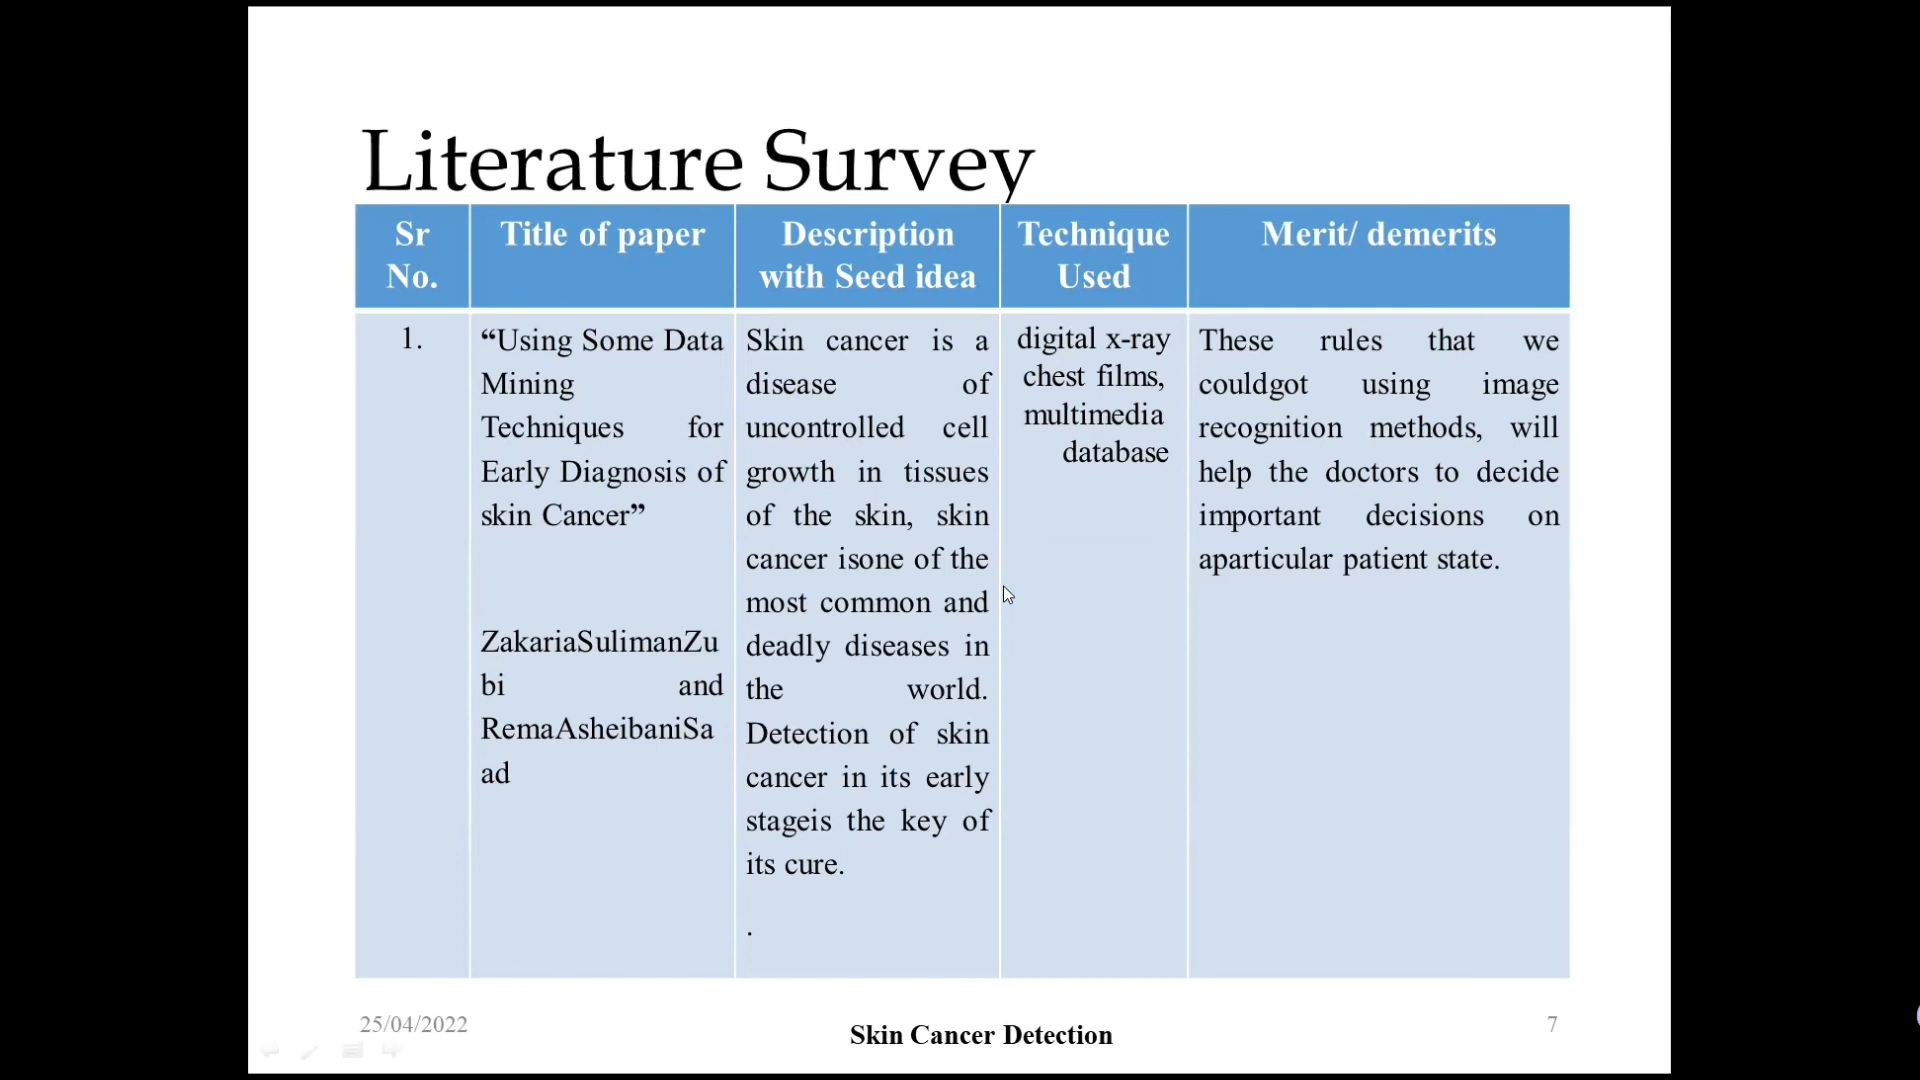 Literature Survey
Sr
No.
Title of paper
Description
with Seed idea
Technique
Used
Merit/ demerits
1.
“Using Some Data
Mining
Techniques for
Early Diagnosis of
skin Cancer”
ZakariaSulimanZu
bi and
RemaAsheibaniSa
ad
Skin cancer is a
disease of
uncontrolled cell
growth in tissues
of the skin, skin
cancer isone of the
most common and
deadly diseases in
the world.
Detection of skin
cancer in its early
stageis the key of
its cure.
.
digital x-ray
chest films,
multimedia
database
These rules that we
couldgot using image
recognition methods, will
help the doctors to decide
important decisions on
aparticular patient state.
25/04/2022
Skin Cancer Detection
7